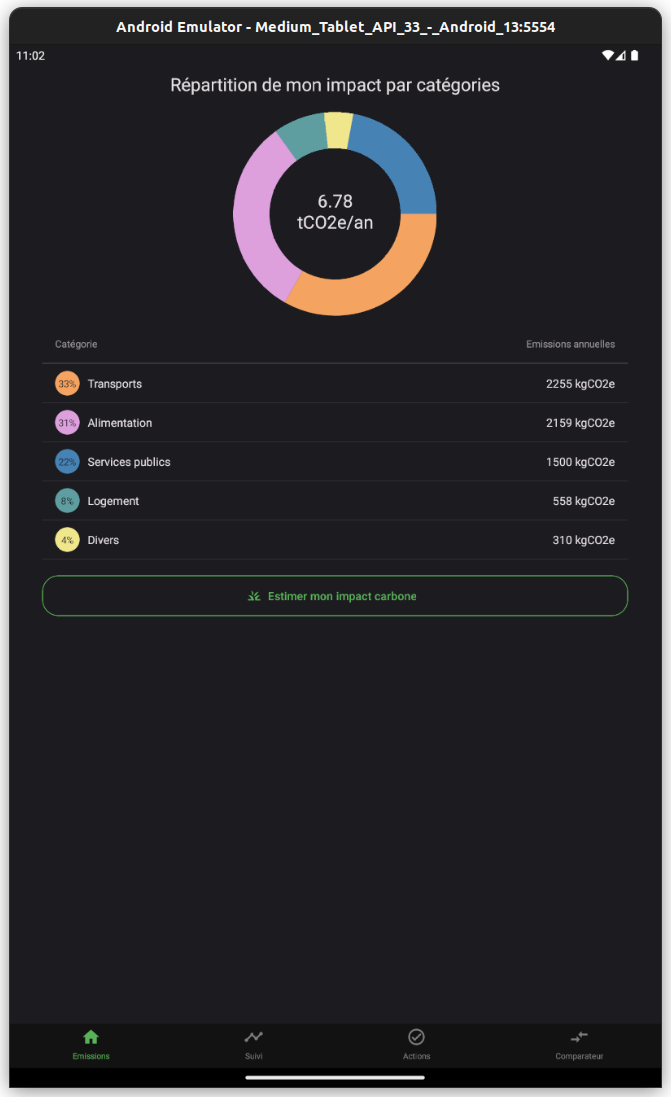 Android Emulator - Medium_Tablet_API_33_-_Android_13:5554
11:02
Répartition de mon impact par catégories
6.78
tCO2e/an
Catégorie Emissions annuelles
33% Transports 2255 kgCO2e
31% Alimentation 2159 kgCO2e
22% Services publics 1500 kgCO2e
8% Logement 558 kgCO2e
4% Divers 310 kgCO2e
Estimer mon impact carbone
Emissions Suivi Actions Comparateur